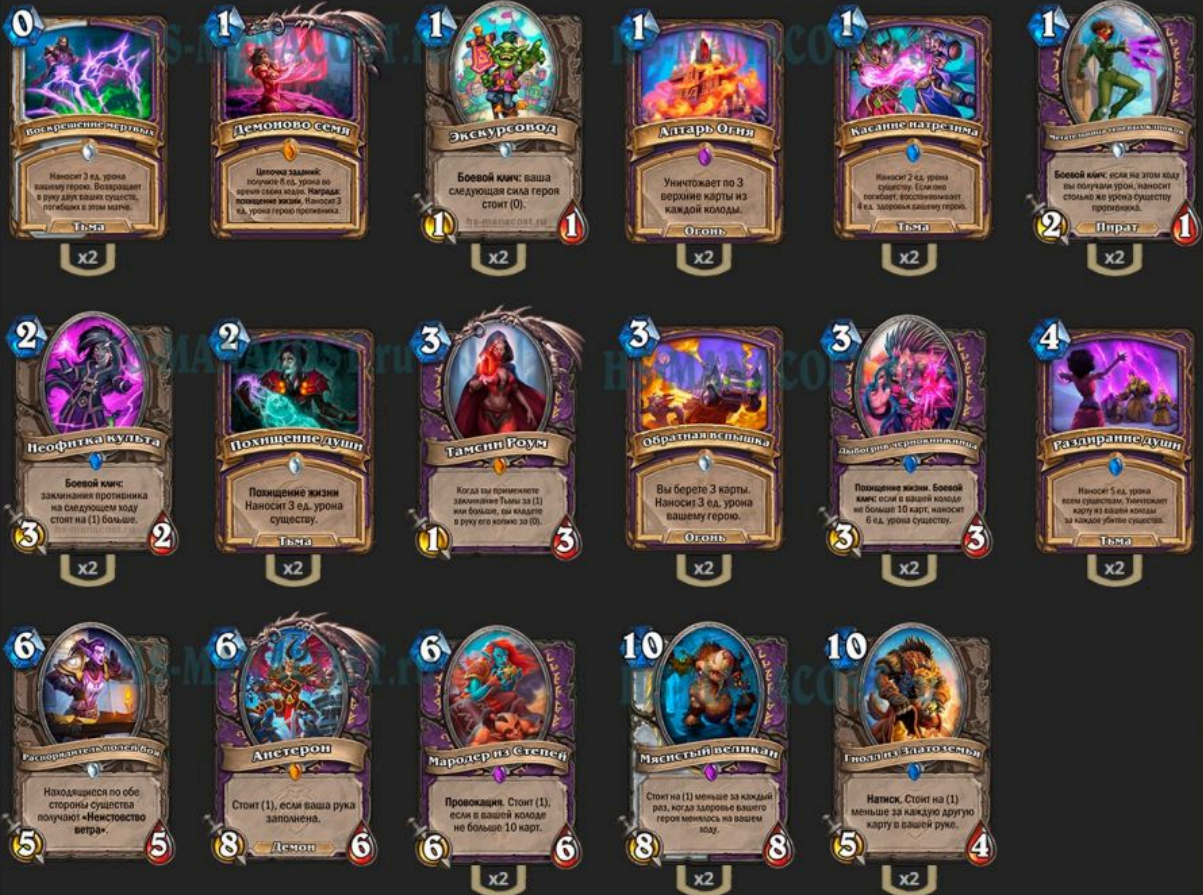 0
Воскрешение мертвых
Наносит 3 ед. урона
вашему герою. Возвращает
в руку двух ваших существ,
погибших в этом матче.
Тьма
x2
1
Демоново семя
Цепочка заданий:
получите 8 ед. урона во
время своих ходов. Награда:
похищение жизни. Наносит 3
ед. урона герою противника.
1
Экскурсовод
Боевой клич: ваша
следующая сила героя
стоит (0).
hs-manacost.ru
1
1
x2
1
Алтарь Огня
Уничтожает по 3
верхние карты из
каждой колоды.
Огонь
x2
1
Касание натрезима
Наносит 2 ед. урона
существу. Если оно
погибает, восстанавливает
4 ед. здоровья вашему герою.
Тьма
x2
1
Боевой клич: если на этом ходу
вы получали урон, наносит
столько же урона существу
противника.
2
Пират
1
x2
2
Неофитка культа
Боевой клич:
заклинания противника
на следующем ходу
стоят на (1) больше.
hs-manacost.ru
3
2
x2
2
Похищение души
Похищение жизни
Наносит 3 ед. урона
существу.
Тьма
x2
3
Тамсин Роум
Когда вы применяете
заклинание Тьмы за (1)
или больше, вы кладете
в руку его копию за (0).
1
3
3
Обратная вспышка
Вы берете 3 карты.
Наносит 3 ед. урона
вашему герою.
Огонь
x2
3
Дыбогрив-чернокнижница
Похищение жизни. Боевой
клич: если в вашей колоде
не больше 10 карт, наносит
6 ед. урона существу.
3
3
x2
4
Раздирание души
Наносит 5 ед. урона
всем существам. Уничтожает
карту из вашей колоды
за каждое убитое существо.
Тьма
x2
6
Распорядитель полей боя
Находящиеся по обе
стороны существа
получают «Неистовство
ветра».
5
5
6
Анетерон
Стоит (1), если ваша рука
заполнена.
8
Демон
6
6
Мародер из Степей
Провокация. Стоит (1),
если в вашей колоде
не больше 10 карт.
6
6
x2
10
Мясистый великан
Стоит на (1) меньше за каждый
раз, когда здоровье вашего
героя менялось на вашем
ходу.
8
8
x2
10
Гнолл из Златоземья
Натиск. Стоит на (1)
меньше за каждую другую
карту в вашей руке.
5
4
x2